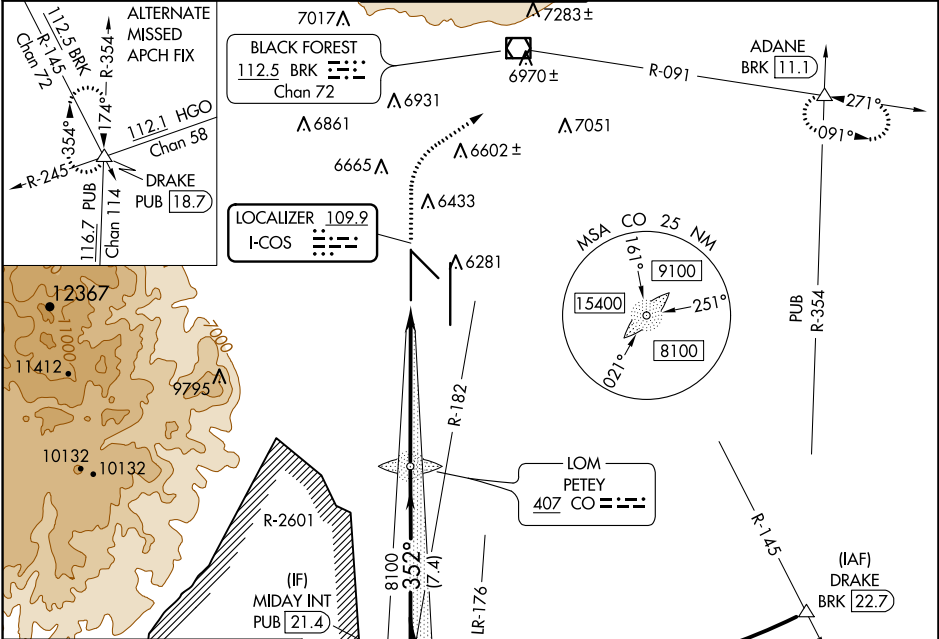 ALTERNATE
MISSED
APCH FIX
112.5 BRK
R-145
Chan 72
R-354
174°
354°
112.1 HGO
Chan 58
R-245
DRAKE
PUB 18.7
116.7 PUB
Chan 114
7017
7283±
BLACK FOREST
112.5 BRK
Chan 72
6970±
R-091
ADANE
BRK 11.1
271°
091°
6931
6861
7051
6602±
6665
6433
LOCALIZER 109.9
I-COS
6281
MSA CO 25 NM
191°
9100
15400
251°
8100
021°
PUB
R-354
12367
11000
7000
11412
9795
10132
10132
R-182
LOM
PETEY
407 CO
R-2601
8100
352°
(7.4)
LR-176
R-145
(IF)
MIDAY INT
PUB 21.4
(IAF)
DRAKE
BRK 22.7